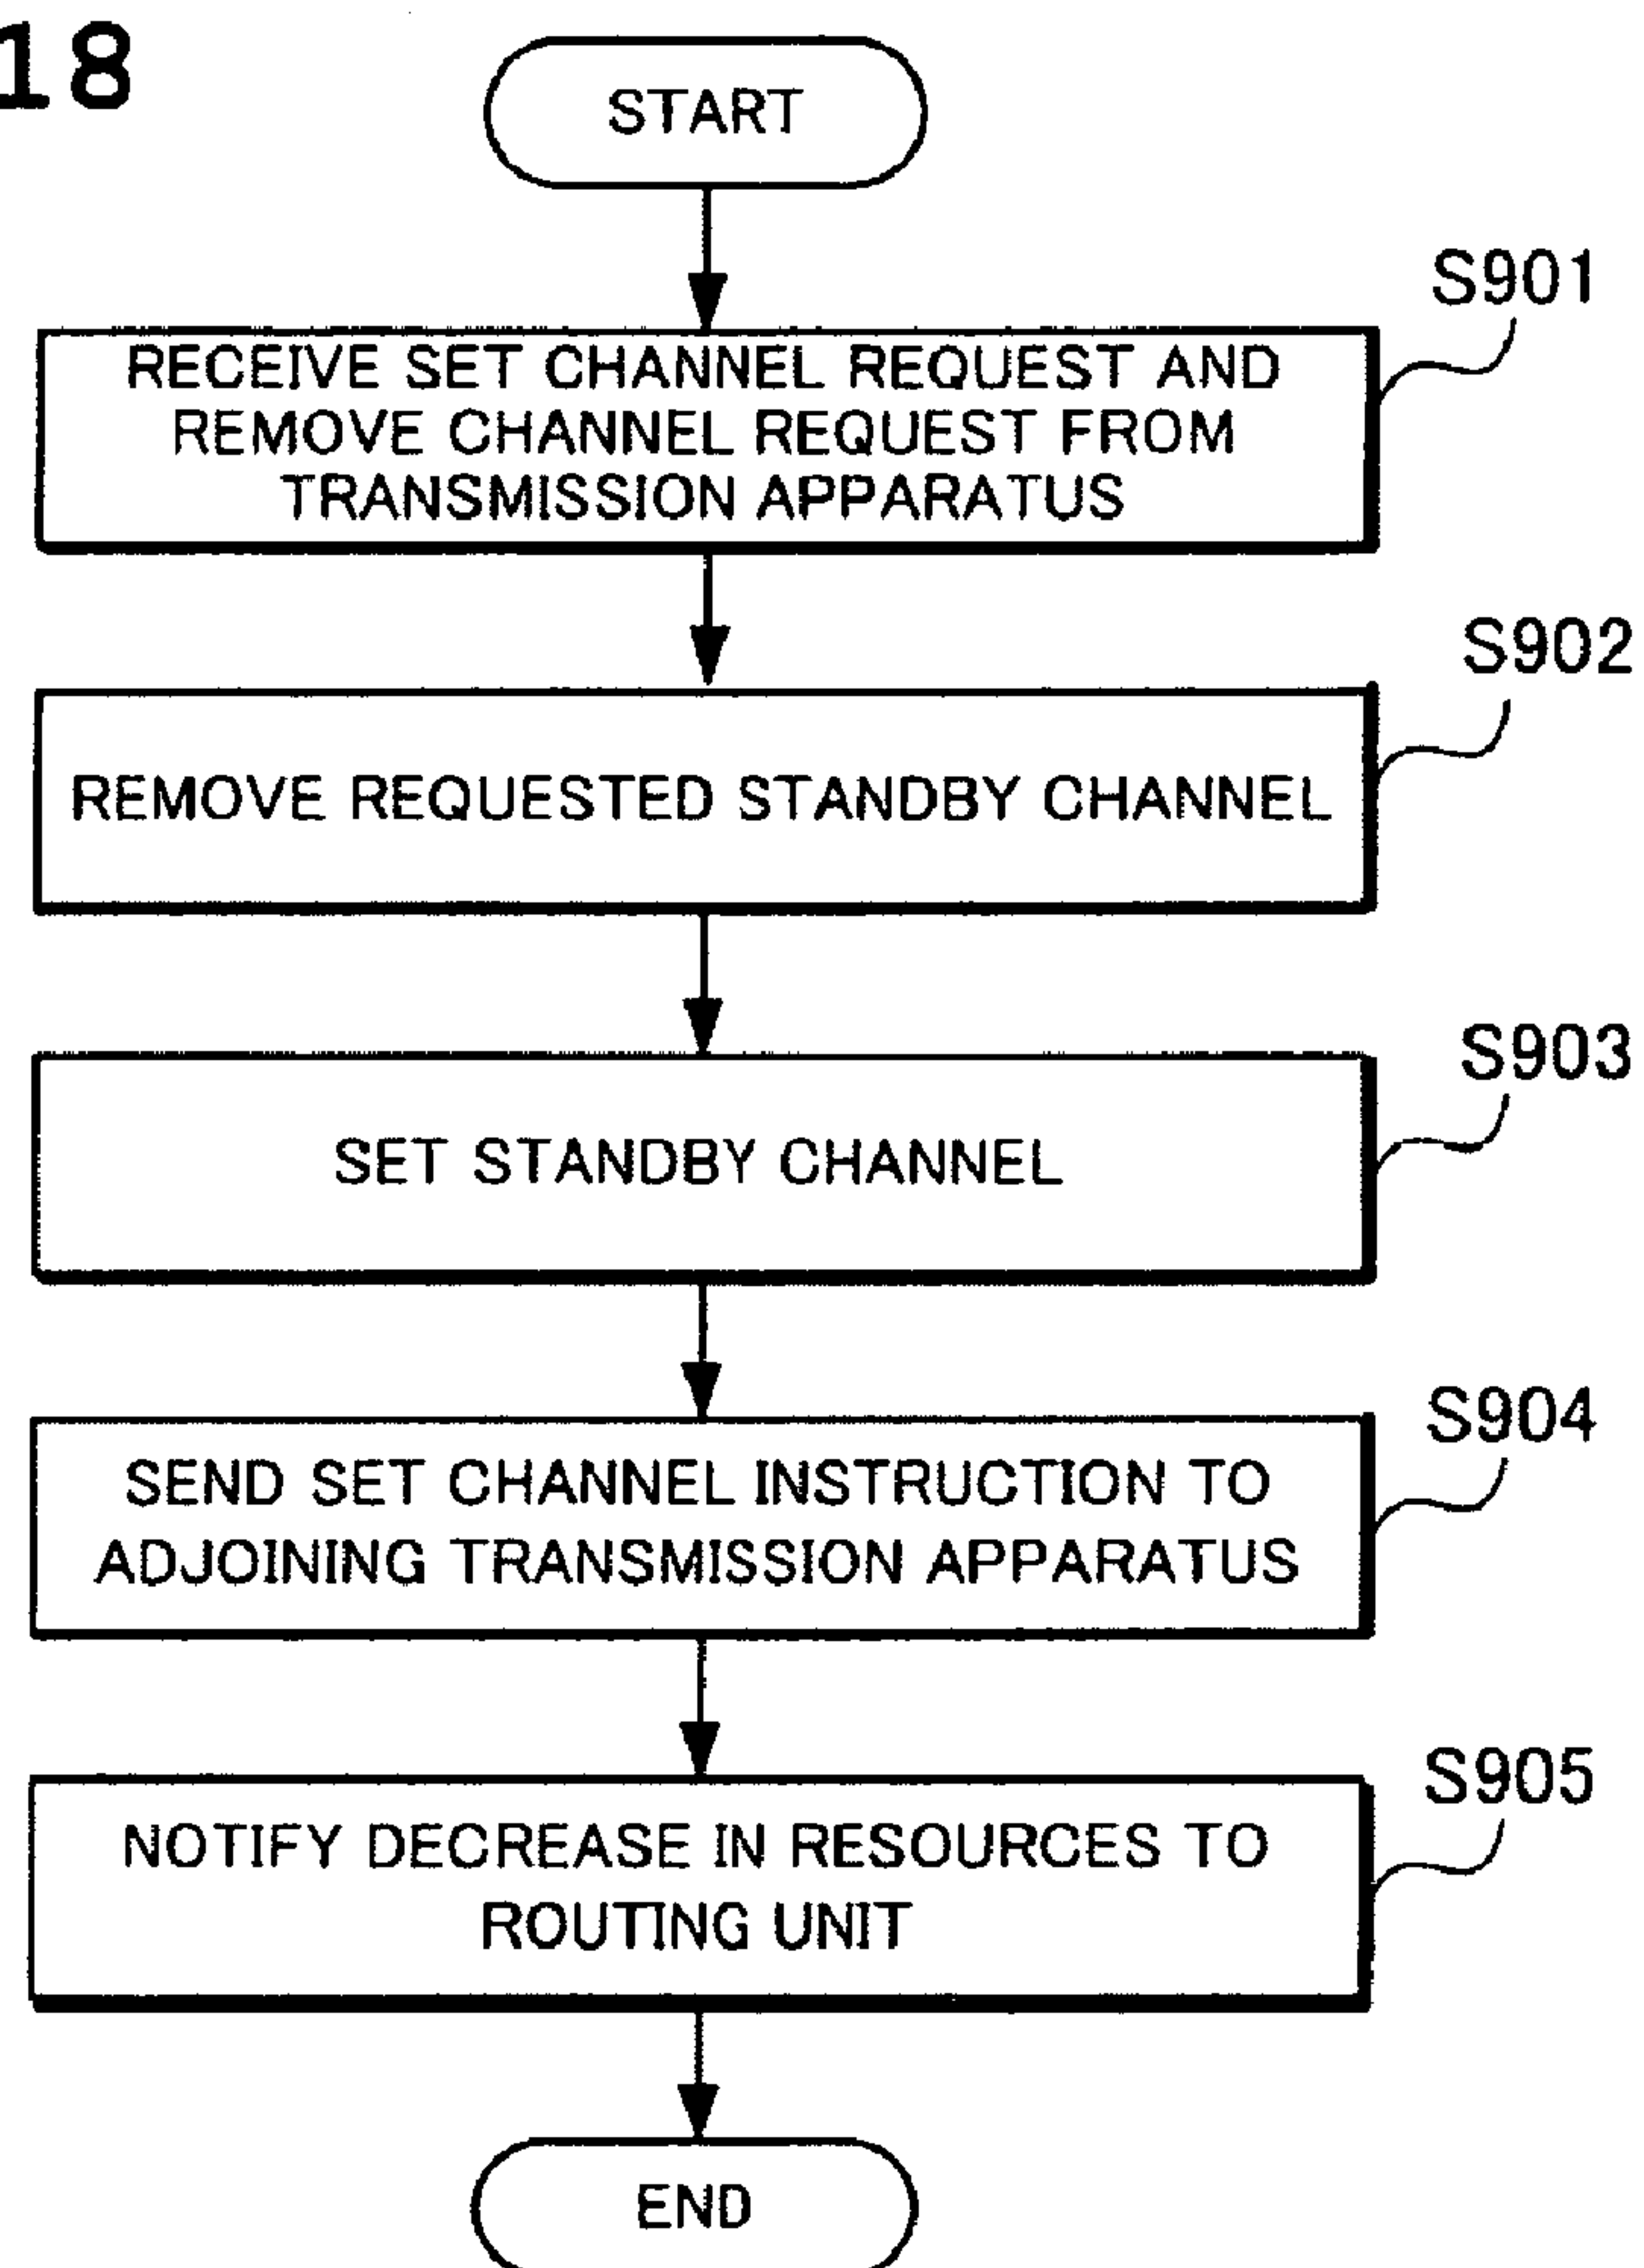 18
START
S901
RECEIVE SET CHANNEL REQUEST AND
REMOVE CHANNEL REQUEST FROM
TRANSMISSION APPARATUS
S902
REMOVE REQUESTED STANDBY CHANNEL
S903
SET STANDBY CHANNEL
S904
SEND SET CHANNEL INSTRUCTION TO
ADJOINING TRANSMISSION APPARATUS
S905
NOTIFY DECREASE IN RESOURCES TO
ROUTING UNIT
END